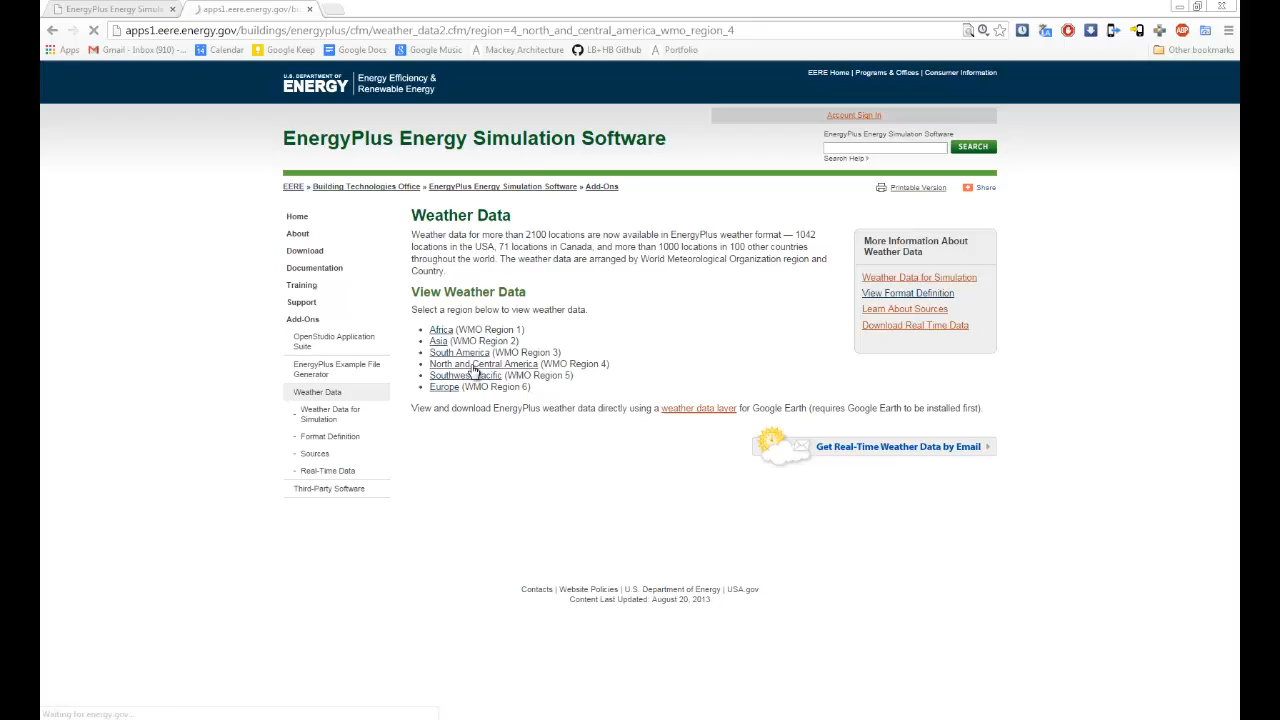 EnergyPlus Energy Simula
apps1.eere.energy.gov/bu
apps1.eere.energy.gov/buildings/energyplus/cfm/weather_data2.cfm/region=4_north_and_central_america_wmo_region_4
Apps
Gmail - Inbox (910) -...
Calendar
Google Keep
Google Docs
Google Music
Mackey Architecture
LB+HB Github
Portfolio
Other bookmarks
U.S. DEPARTMENT OF
ENERGY
Energy Efficiency &
Renewable Energy
EERE Home | Programs & Offices | Consumer Information
Account Sign In
EnergyPlus Energy Simulation Software
EnergyPlus Energy Simulation Software
SEARCH
Search Help
EERE » Building Technologies Office » EnergyPlus Energy Simulation Software » Add-Ons
Printable Version
Share
Home
About
Download
Documentation
Training
Support
Add-Ons
OpenStudio Application
Suite
EnergyPlus Example File
Generator
Weather Data
- Weather Data for
Simulation
- Format Definition
- Sources
- Real-Time Data
Third-Party Software
Weather Data
Weather data for more than 2100 locations are now available in EnergyPlus weather format — 1042
locations in the USA, 71 locations in Canada, and more than 1000 locations in 100 other countries
throughout the world. The weather data are arranged by World Meteorological Organization region and
Country.
View Weather Data
Select a region below to view weather data.
• Africa (WMO Region 1)
• Asia (WMO Region 2)
• South America (WMO Region 3)
• North and Central America (WMO Region 4)
• Southwest Pacific (WMO Region 5)
• Europe (WMO Region 6)
View and download EnergyPlus weather data directly using a weather data layer for Google Earth (requires Google Earth to be installed first).
Get Real-Time Weather Data by Email
More Information About
Weather Data
Weather Data for Simulation
View Format Definition
Learn About Sources
Download Real Time Data
Contacts | Website Policies | U.S. Department of Energy | USA.gov
Content Last Updated: August 20, 2013
Waiting for energy.gov...